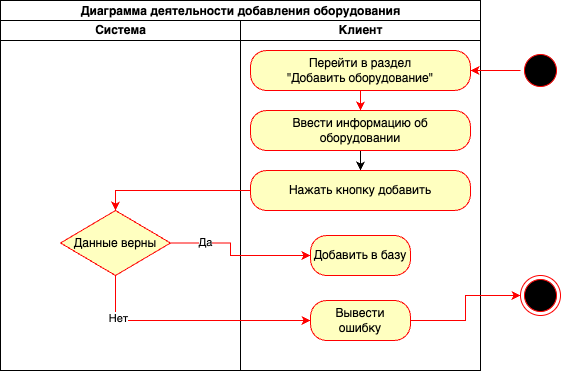 Диаграмма деятельности добавления оборудования
Система
Клиент
Перейти в раздел
"Добавить оборудование"
Ввести информацию об
оборудовании
Нажать кнопку добавить
Данные верны
Да
Добавить в базу
Нет
Вывести
ошибку